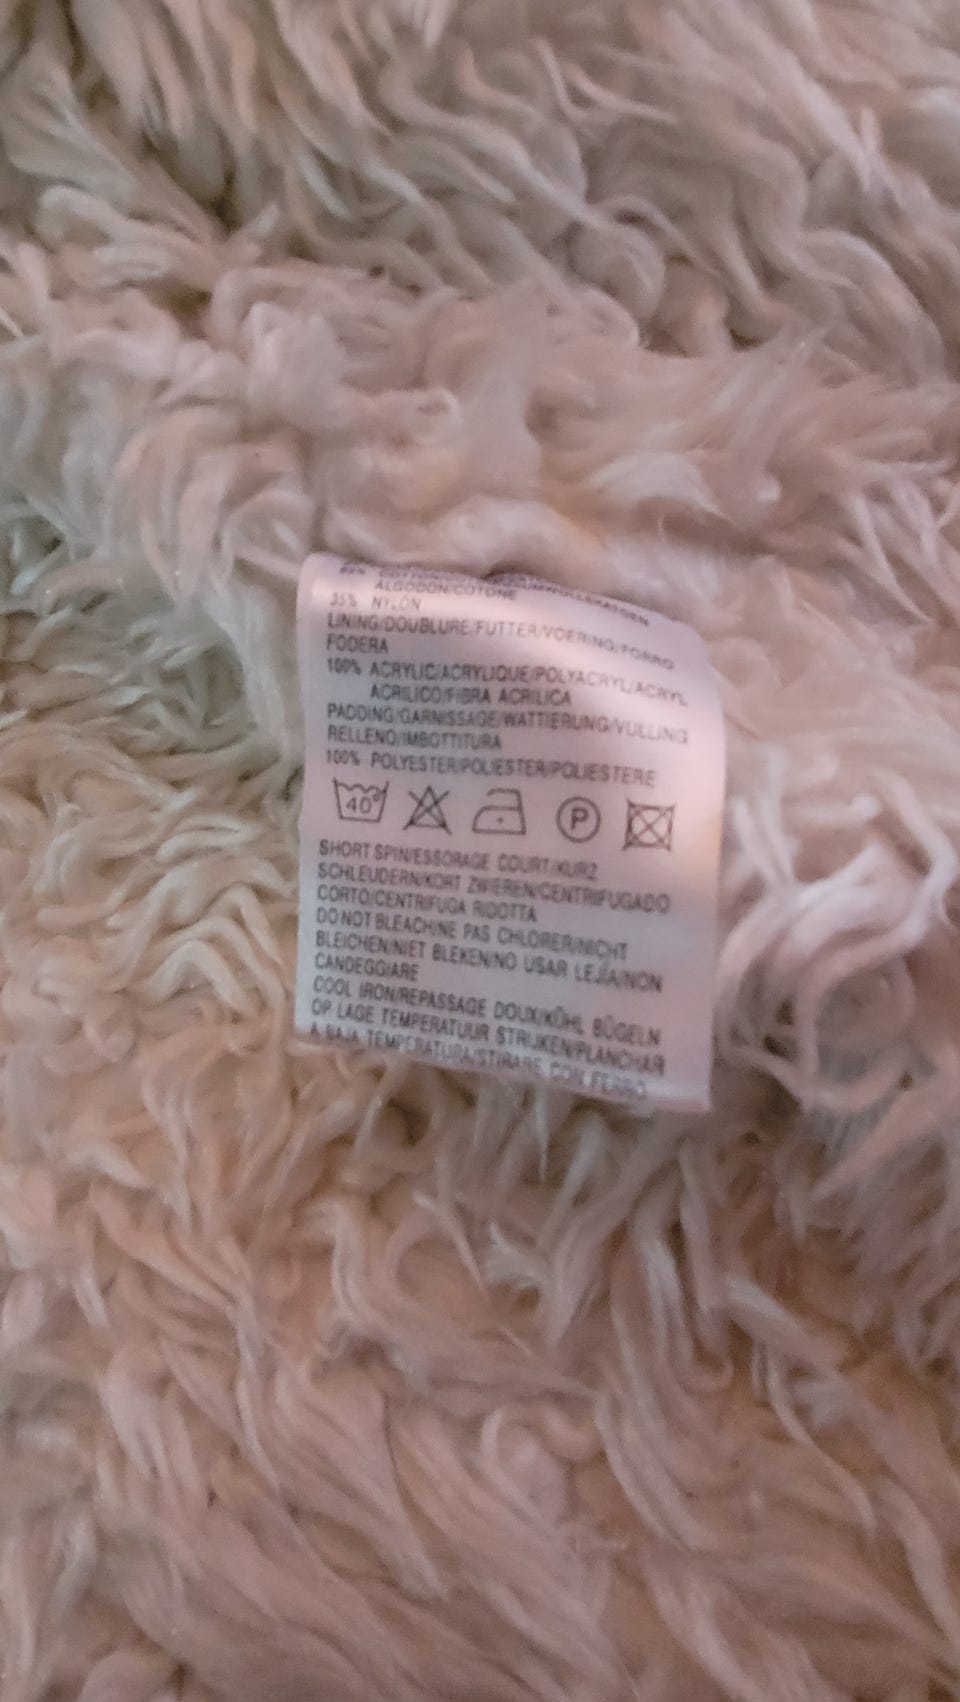 ALGODON/COTONE
35% NYLON
LINING/DOUBLURE/FUTTER/VOERING/FORRO
FODERA
100% ACRYLIC/ACRYLIQUE/POLYACRYL/ACRYL
ACRILICO/FIBRA ACRILICA
PADDING/GARNISSAGE/WATTIERUNG/VULLING
RELLENO/IMBOTTITURA
100% POLYESTER/POLIESTER/POLIESTERE
40° P
SHORT SPIN/ESSORAGE COURT/KURZ
SCHLEUDERN/KORT ZWIEREN/CENTRIFUGADO
CORTO/CENTRIFUGA RIDOTTA
DO NOT BLEACH/NE PAS CHLORER/NICHT
BLEICHEN/NIET BLEKEN/NO USAR LEJÍA/NON
CANDEGGIARE
COOL IRON/REPASSAGE DOUX/KÜHL BÜGELN
OP LAGE TEMPERATUUR STRIJKEN/PLANCHAR
A BAJA TEMPERATURA/STIRARE CON FERRO